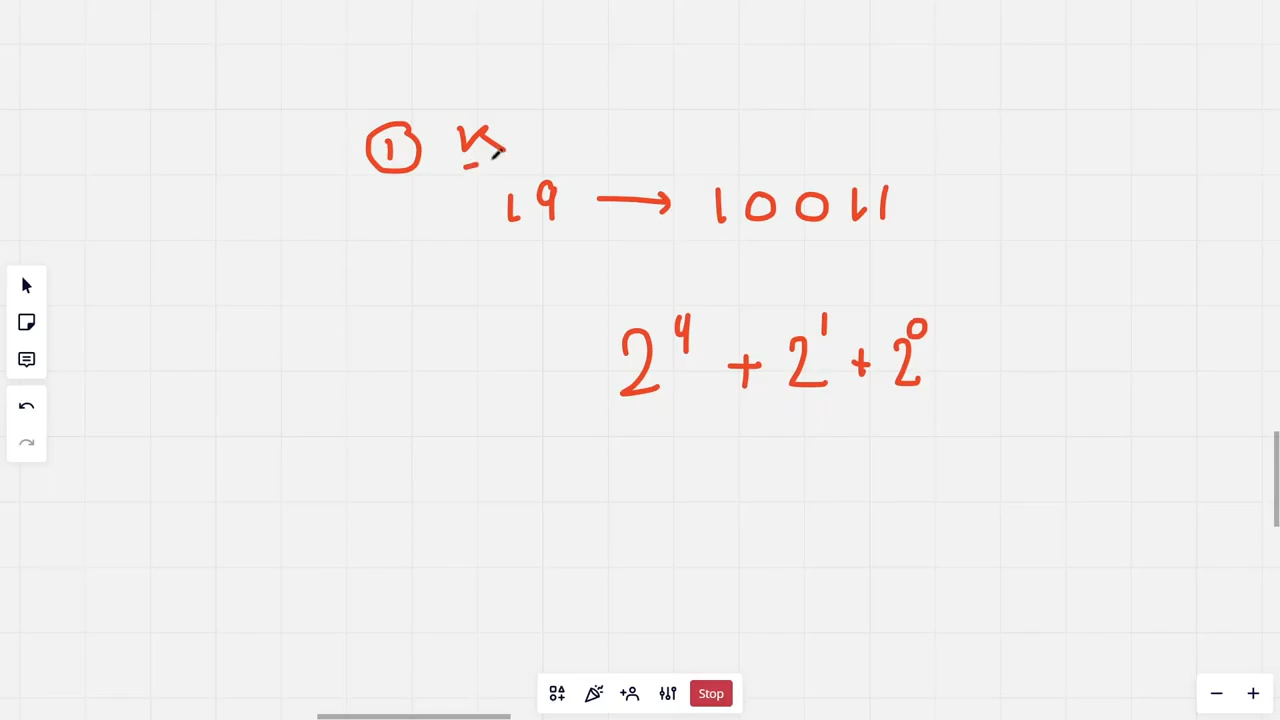 ① K
19 → 10011
2⁴ + 2¹ + 2⁰
Stop